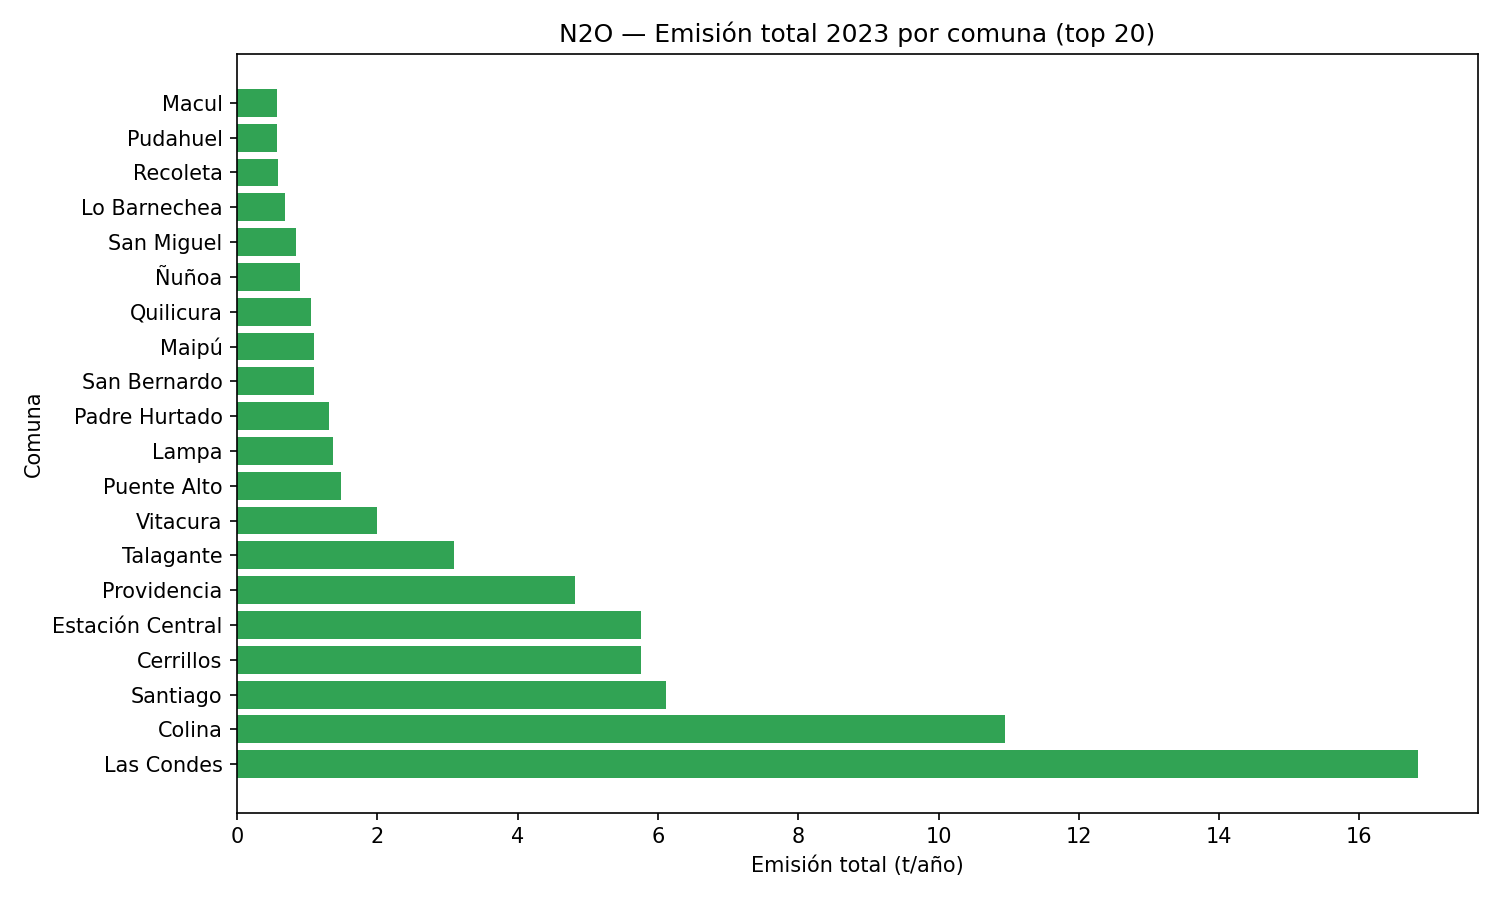 N2O — Emisión total 2023 por comuna (top 20)
Comuna
Macul
Pudahuel
Recoleta
Lo Barnechea
San Miguel
Ñuñoa
Quilicura
Maipú
San Bernardo
Padre Hurtado
Lampa
Puente Alto
Vitacura
Talagante
Providencia
Estación Central
Cerrillos
Santiago
Colina
Las Condes
0 2 4 6 8 10 12 14 16
Emisión total (t/año)